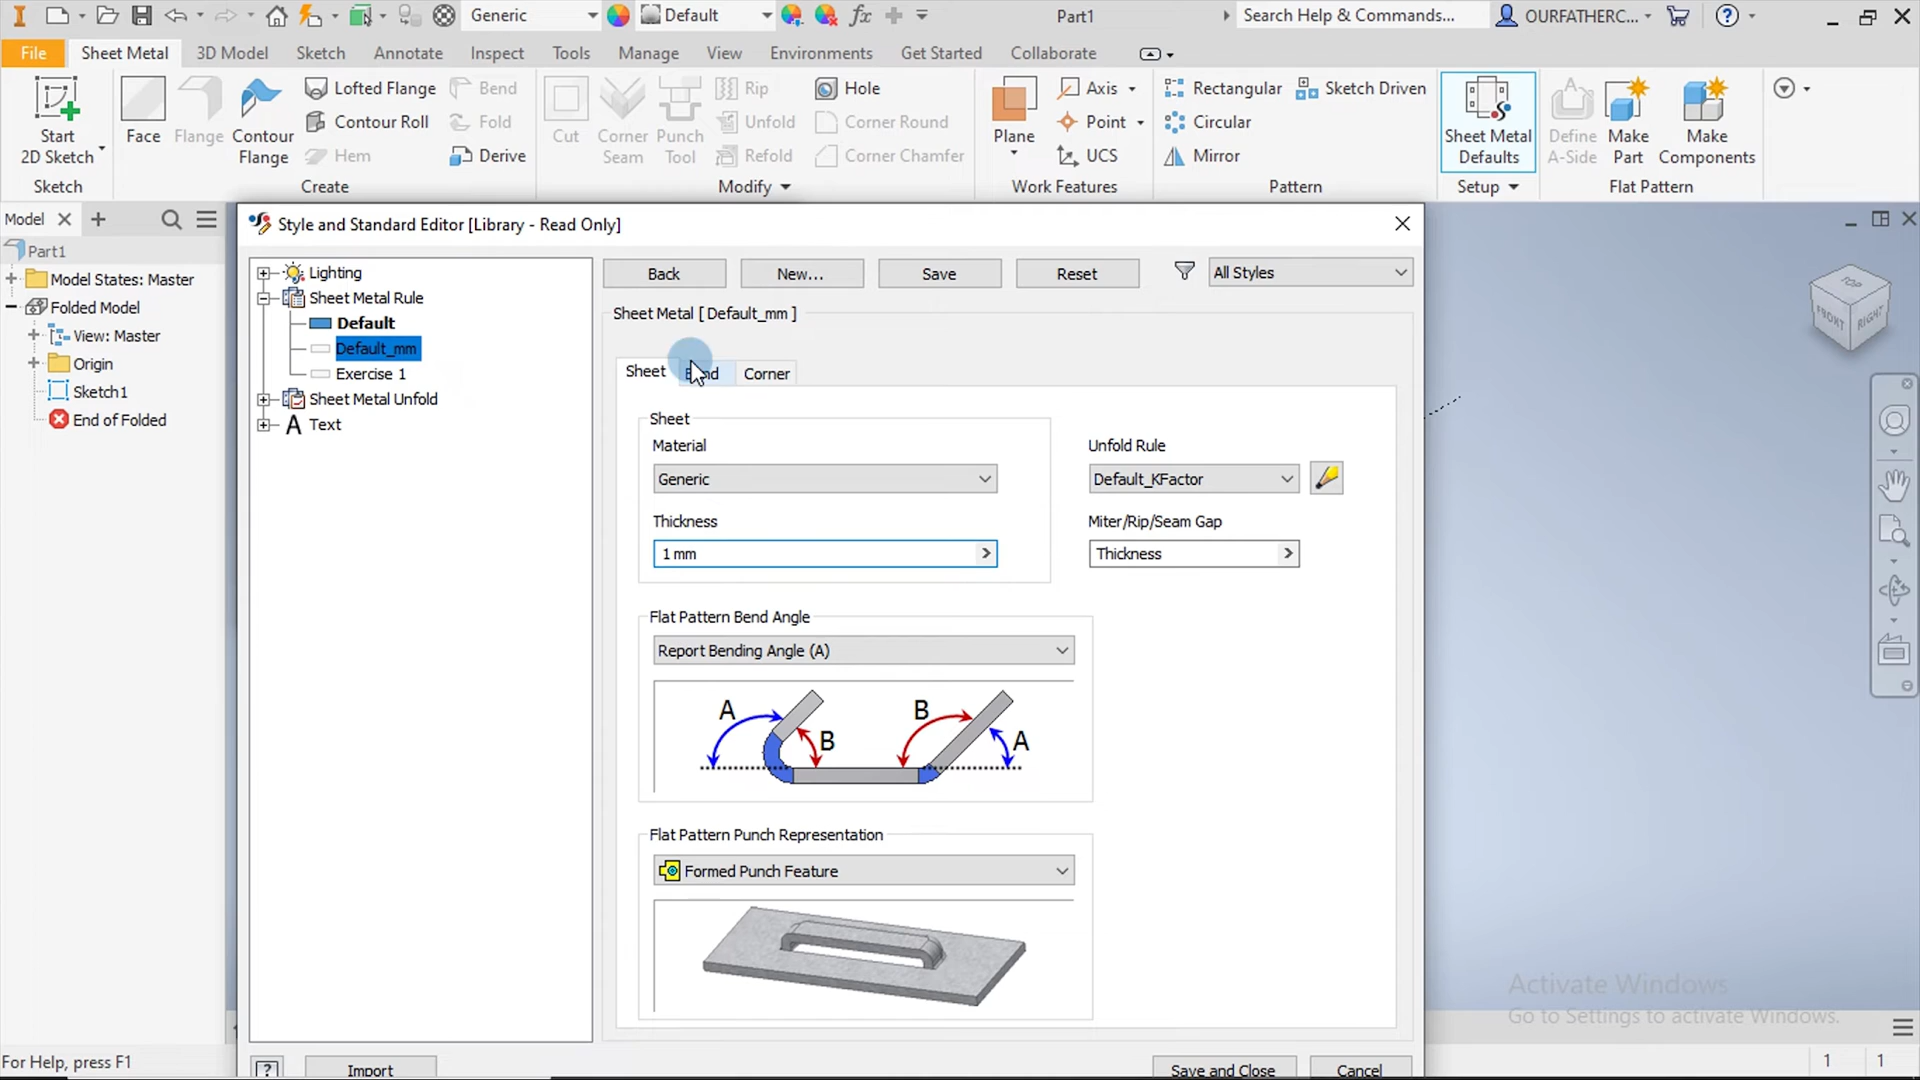 Generic
Default
fx
Part1
Search Help & Commands...
OURFATHERC...
File
Sheet Metal
3D Model
Sketch
Annotate
Inspect
Tools
Manage
View
Environments
Get Started
Collaborate
Start
2D Sketch
Sketch
Face
Flange
Contour
Flange
Lofted Flange
Contour Roll
Hem
Bend
Fold
Derive
Create
Cut
Corner
Seam
Punch
Tool
Rip
Unfold
Refold
Hole
Corner Round
Corner Chamfer
Modify
Plane
Axis
Point
UCS
Work Features
Rectangular
Circular
Mirror
Sketch Driven
Pattern
Sheet Metal
Defaults
Setup
Define
A-Side
Make
Part
Make
Components
Flat Pattern
Model
Part1
Model States: Master
Folded Model
View: Master
Origin
Sketch1
End of Folded
Style and Standard Editor [Library - Read Only]
Lighting
Sheet Metal Rule
Default
Default_mm
Exercise 1
Sheet Metal Unfold
A Text
Back
New...
Save
Reset
All Styles
Sheet Metal [ Default_mm ]
Sheet
Bend
Corner
Sheet
Material
Generic
Thickness
1 mm
Unfold Rule
Default_KFactor
Miter/Rip/Seam Gap
Thickness
Flat Pattern Bend Angle
Report Bending Angle (A)
A
B
B
A
Flat Pattern Punch Representation
Formed Punch Feature
Import
Save and Close
Cancel
TOP
FRONT
RIGHT
Activate Windows
Go to Settings to activate Windows.
For Help, press F1
1
1